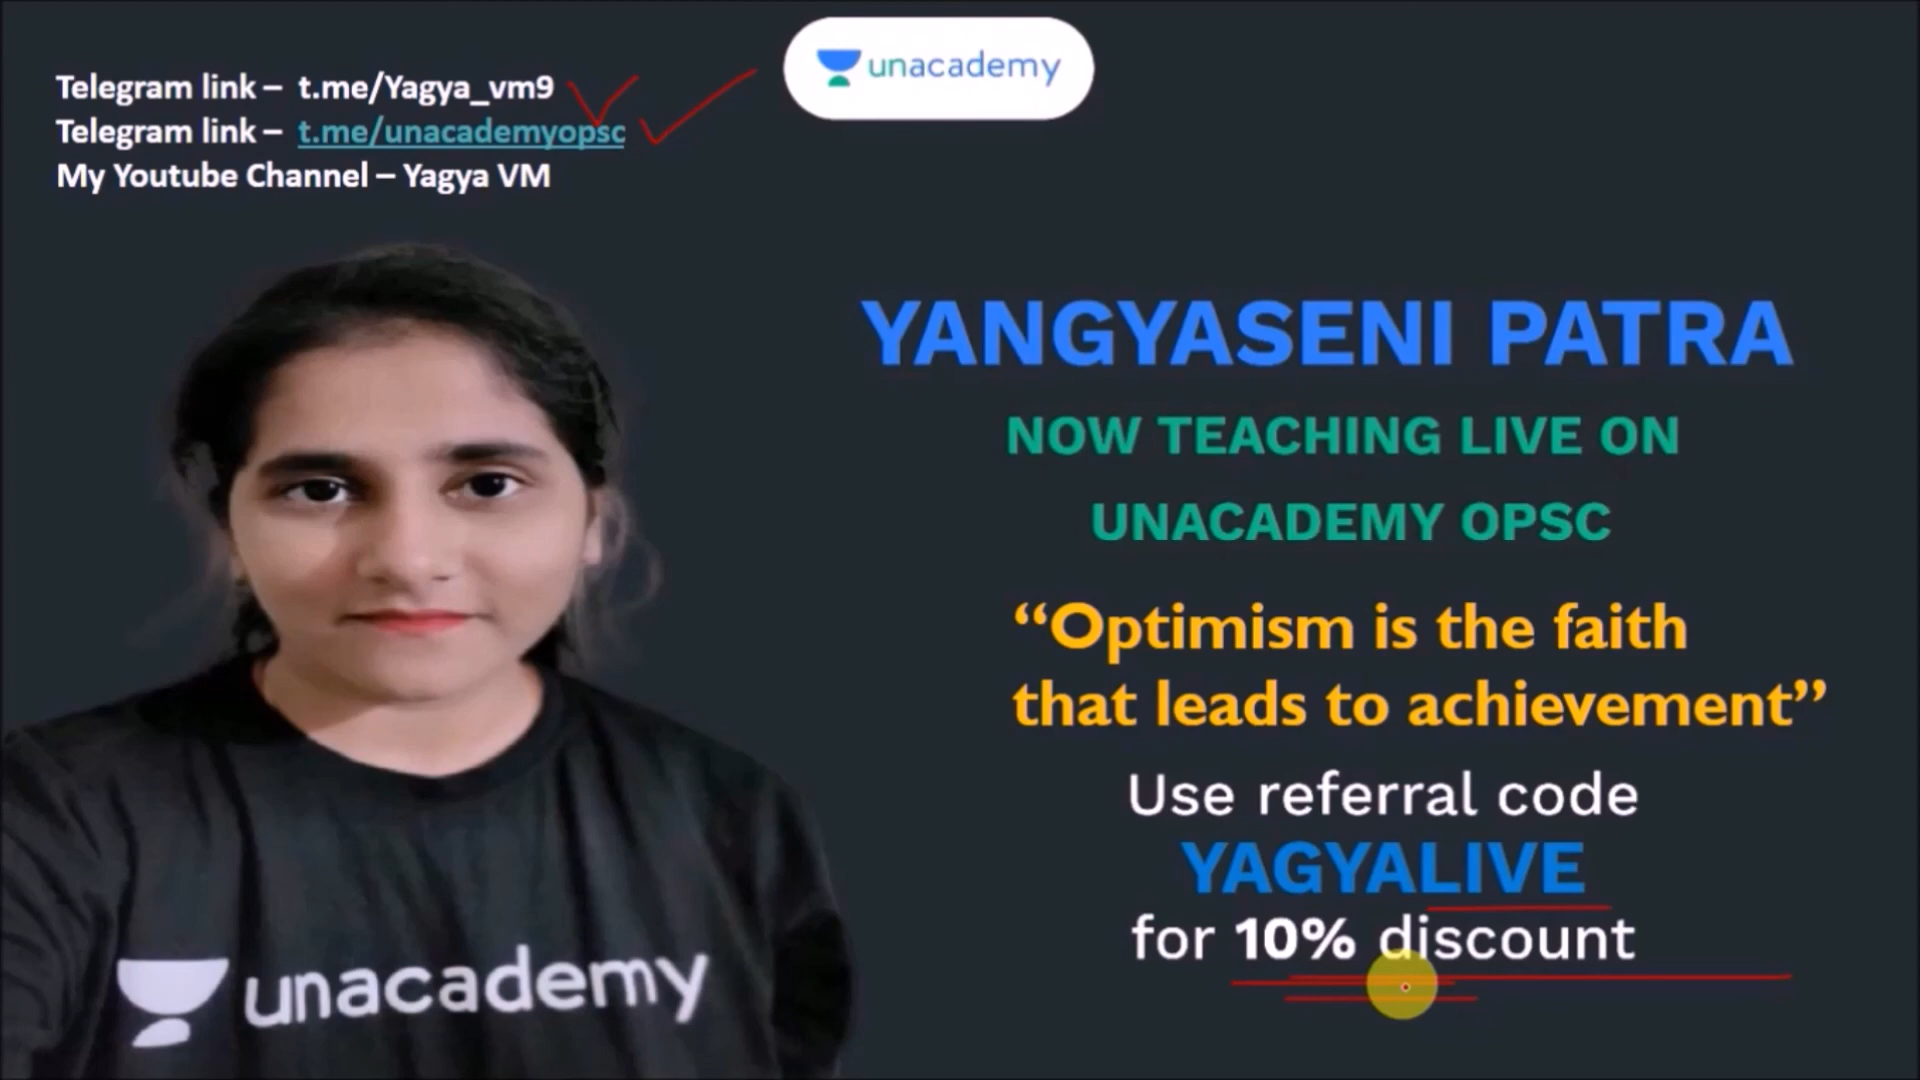 Telegram link – t.me/Yagya_vm9
Telegram link – t.me/unacademyopsc
My Youtube Channel – Yagya VM
unacademy
YANGYASENI PATRA
NOW TEACHING LIVE ON
UNACADEMY OPSC
“Optimism is the faith
that leads to achievement”
Use referral code
YAGYALIVE
for 10% discount
unacademy